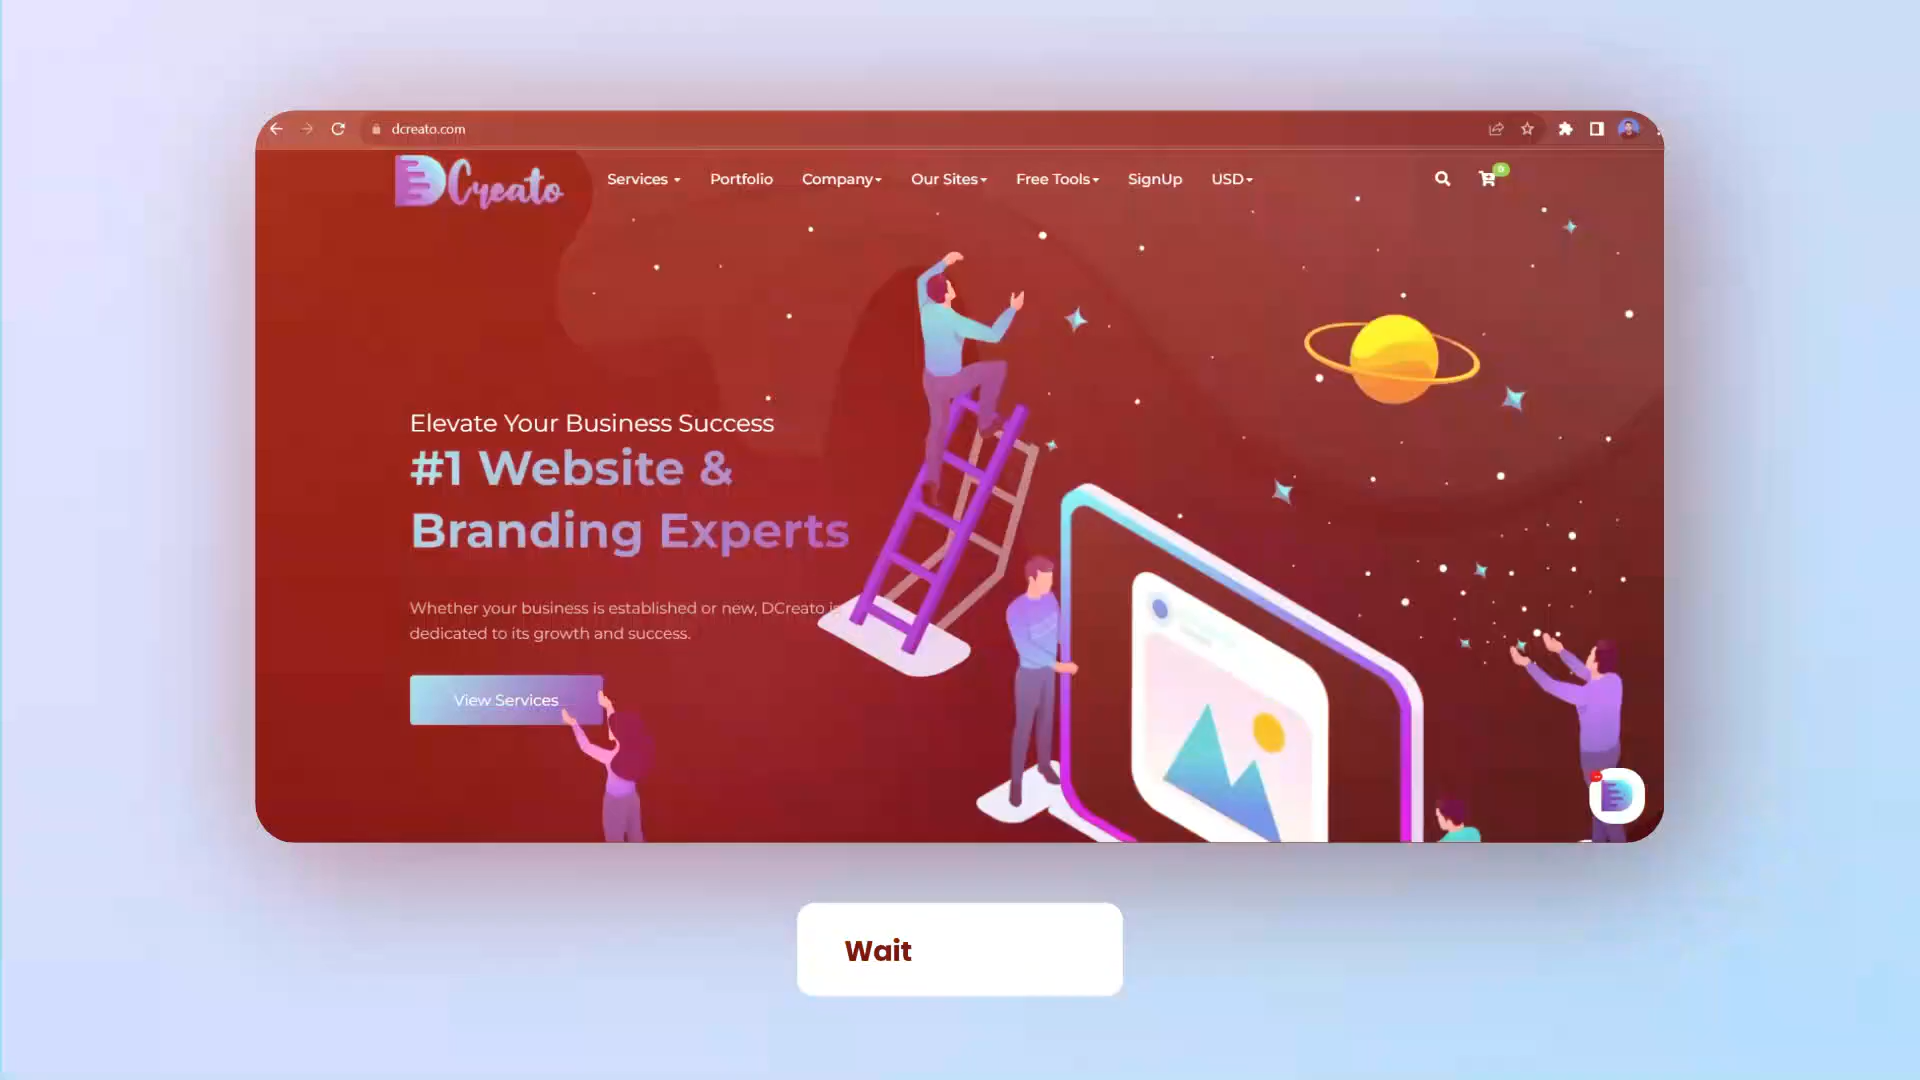 dcreato.com
DCreato
Services
Portfolio
Company
Our Sites
Free Tools
SignUp
USD
0
Elevate Your Business Success
#1 Website &
Branding Experts
Whether your business is established or new, DCreato is
dedicated to its growth and success.
View Services
Wait